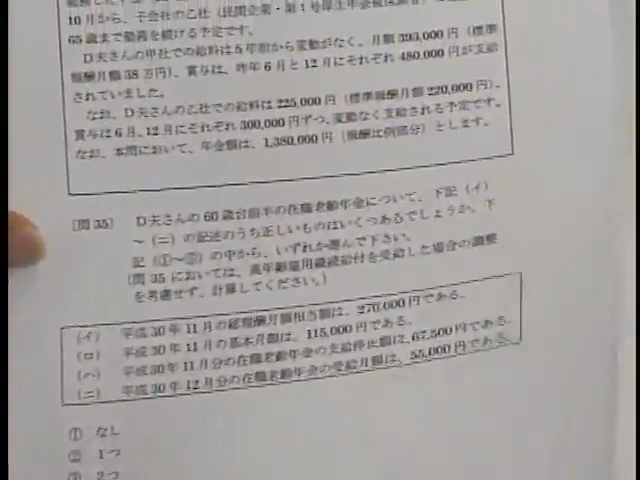 10月から、子会社の乙社（民間企業・第1号厚生年金被保険者）
65歳まで勤務を続ける予定です。
D夫さんの甲社での給料は5年前から変動がなく、月額393,000円（標準
報酬月額38万円）、賞与は、昨年6月と12月にそれぞれ480,000円が支給
されていました。
なお、D夫さんの乙社での給料は225,000円（標準報酬月額220,000円）、
賞与は6月、12月にそれぞれ300,000円ずつ、変動なく支給される予定です。
なお、本問において、年金額は、1,380,000円（報酬比例部分）とします。
〔問35〕 D夫さんの60歳台前半の在職老齢年金について、下記（イ）
～（ニ）の記述のうち正しいものはいくつあるでしょうか。下
記（①～⑤）の中から、いずれか選んで下さい。
（問35においては、高年齢雇用継続給付を受給した場合の調整
を考慮せず、計算してください。）
（イ） 平成30年11月の総報酬月額相当額は、270,000円である。
（ロ） 平成30年11月の基本月額は、115,000円である。
（ハ） 平成30年11月分の在職老齢年金の支給停止額は、67,500円である。
（ニ） 平成30年12月分の在職老齢年金の受給月額は、55,000円である。
① なし
② 1つ
③ 2つ